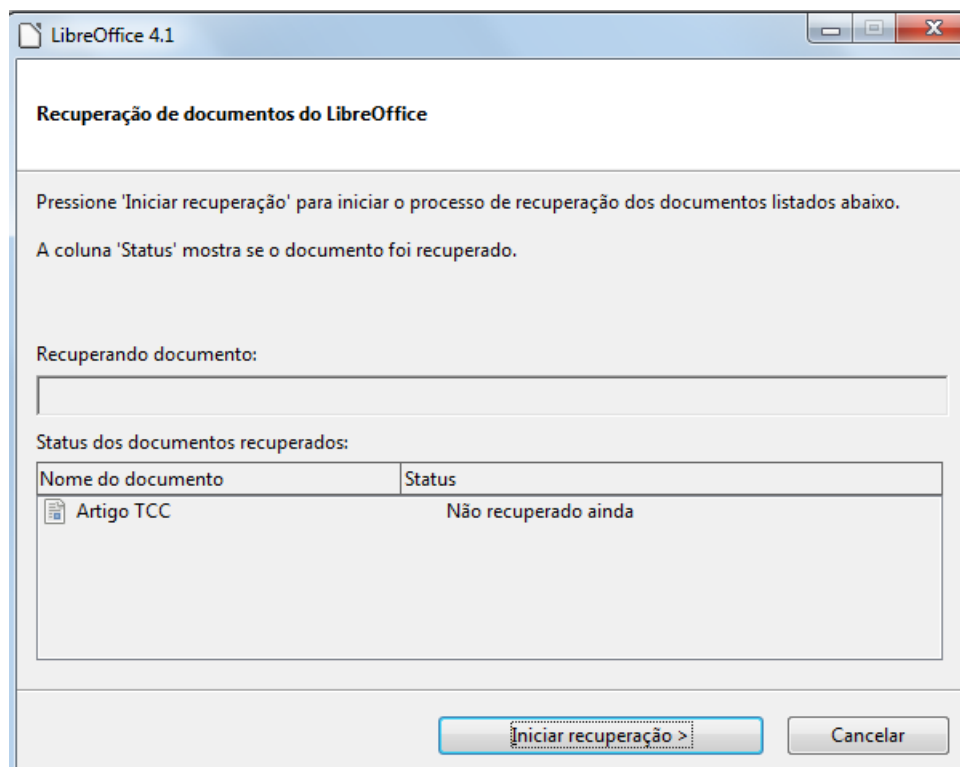 LibreOffice 4.1
Recuperação de documentos do LibreOffice
Pressione 'Iniciar recuperação' para iniciar o processo de recuperação dos documentos listados abaixo.
A coluna 'Status' mostra se o documento foi recuperado.
Recuperando documento:
Status dos documentos recuperados:
Nome do documento Status
Artigo TCC Não recuperado ainda
Iniciar recuperação > Cancelar